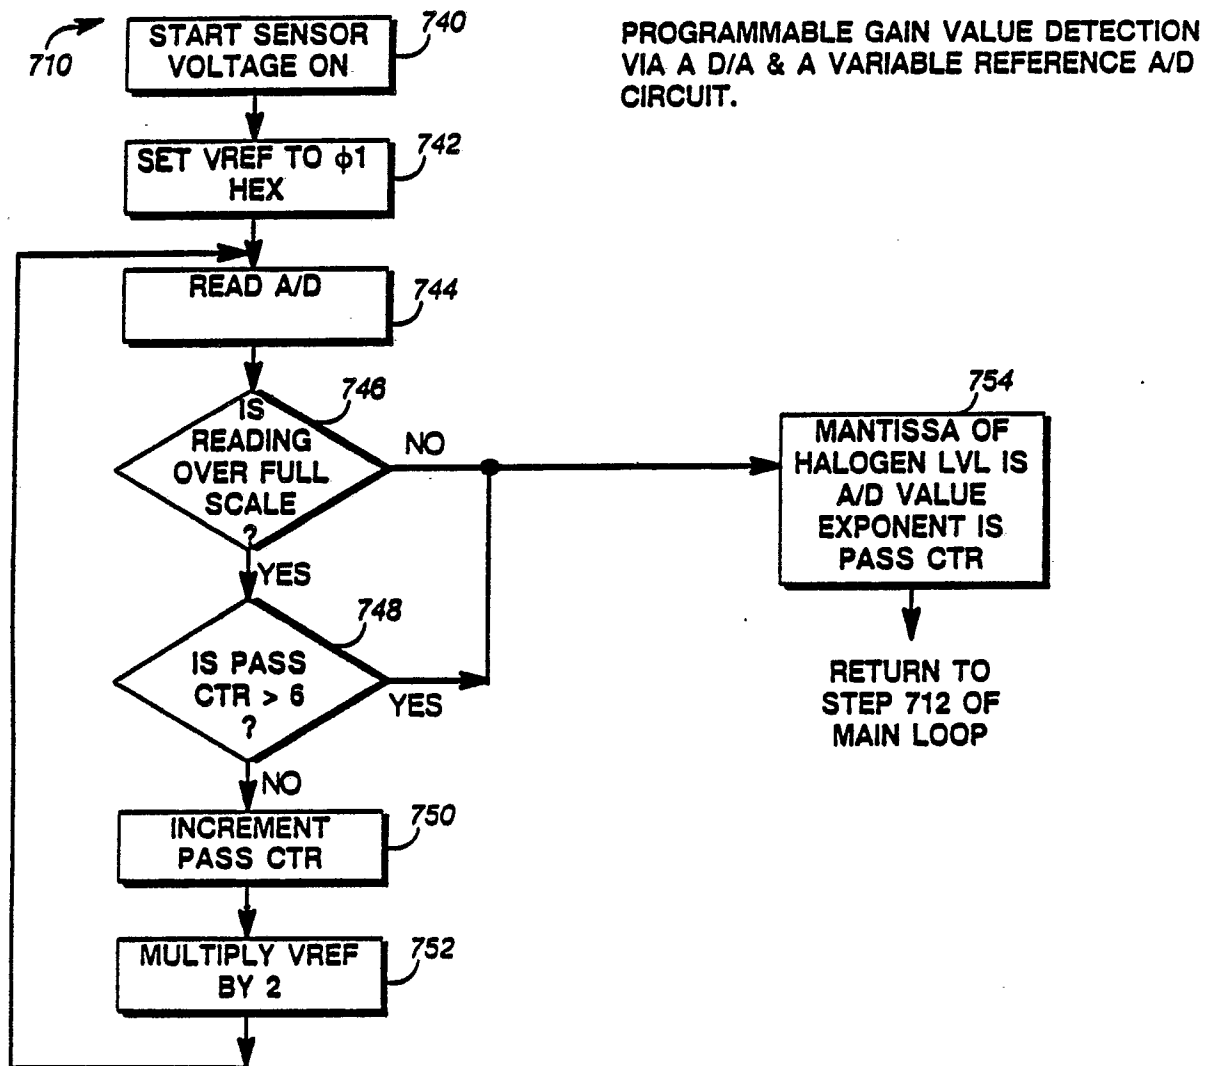 710
START SENSOR
VOLTAGE ON
740
PROGRAMMABLE GAIN VALUE DETECTION
VIA A D/A & A VARIABLE REFERENCE A/D
CIRCUIT.
SET VREF TO ϕ1
HEX
742
READ A/D
744
IS
READING
OVER FULL
SCALE
?
746
NO
YES
IS PASS
CTR > 6
?
748
YES
NO
INCREMENT
PASS CTR
750
MULTIPLY VREF
BY 2
752
754
MANTISSA OF
HALOGEN LVL IS
A/D VALUE
EXPONENT IS
PASS CTR
RETURN TO
STEP 712 OF
MAIN LOOP